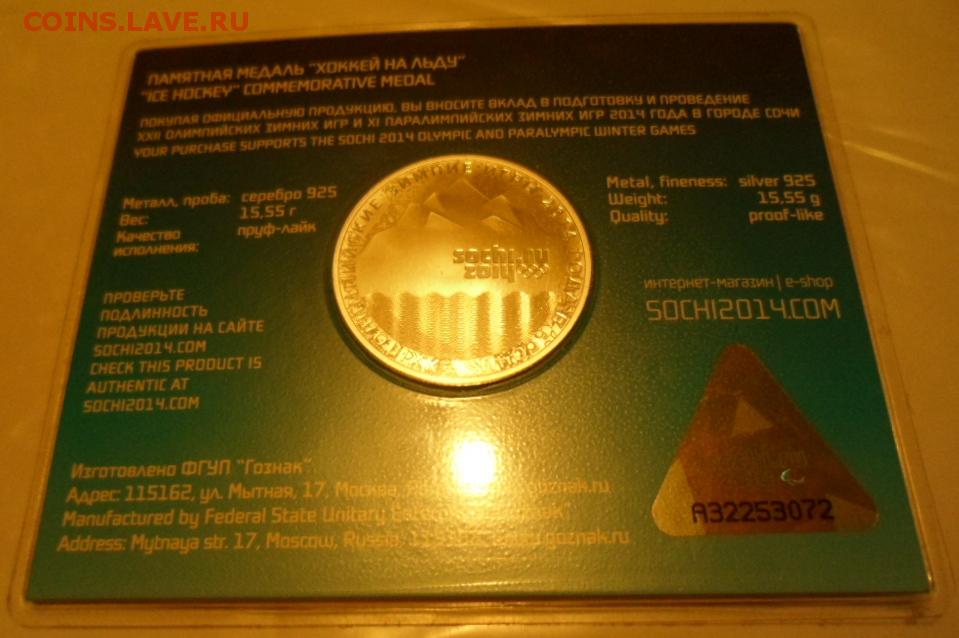 COINS.LAVE.RU
ПАМЯТНАЯ МЕДАЛЬ "ХОККЕЙ НА ЛЬДУ"
"ICE HOCKEY" COMMEMORATIVE MEDAL
ПОКУПАЯ ОФИЦИАЛЬНУЮ ПРОДУКЦИЮ, ВЫ ВНОСИТЕ ВКЛАД В ПОДГОТОВКУ И ПРОВЕДЕНИЕ
XXII ОЛИМПИЙСКИХ ЗИМНИХ ИГР И XI ПАРАЛИМПИЙСКИХ ЗИМНИХ ИГР 2014 ГОДА В ГОРОДЕ СОЧИ
YOUR PURCHASE SUPPORTS THE SOCHI 2014 OLYMPIC AND PARALYMPIC WINTER GAMES
Металл, проба: серебро 925
Вес: 15,55 г
Качество исполнения: пруф-лайк
Metal, fineness: silver 925
Weight: 15,55 g
Quality: proof-like
ЗИМНИЕ
sochi.ru
2014
ПРОВЕРЬТЕ
ПОДЛИННОСТЬ
ПРОДУКЦИИ НА САЙТЕ
SOCHI2014.COM
CHECK THIS PRODUCT IS
AUTHENTIC AT
SOCHI2014.COM
интернет-магазин | e-shop
SOCHI2014.COM
A32253072
Изготовлено ФГУП "Гознак".
Адрес: 115162, ул. Мытная, 17, Москва,
Manufactured by Federal State Unitary
Address: Mytnaya str. 17, Moscow, Russia,